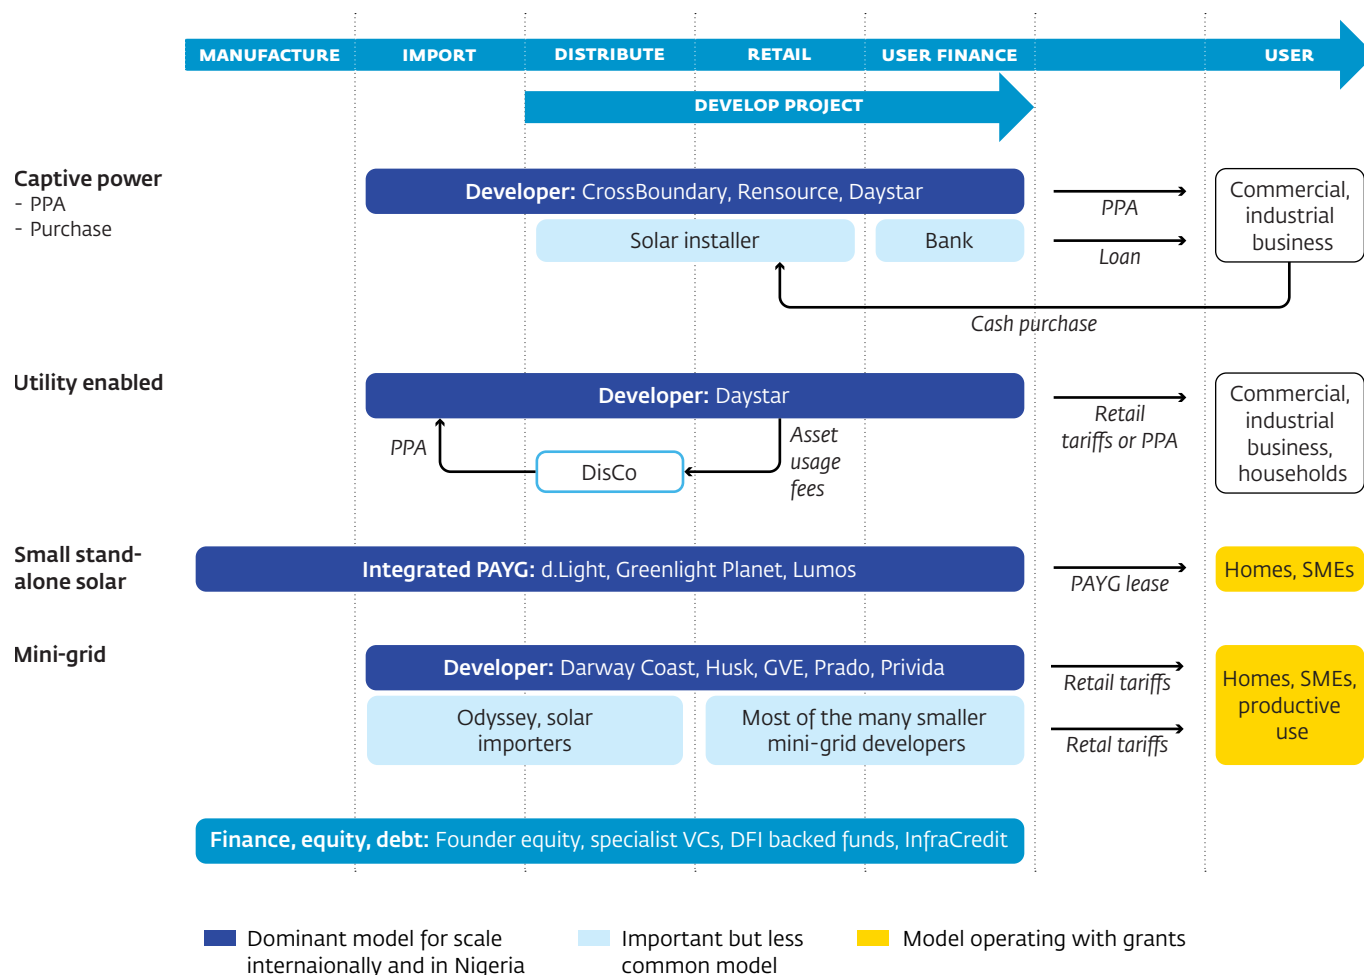 MANUFACTURE
IMPORT
DISTRIBUTE
RETAIL
USER FINANCE
USER
DEVELOP PROJECT
Captive power
- PPA
- Purchase
Developer: CrossBoundary, Rensource, Daystar
PPA
Commercial,
industrial
business
Solar installer
Bank
Loan
Cash purchase
Utility enabled
Developer: Daystar
Retail
tariffs or PPA
Commercial,
industrial
business,
households
PPA
DisCo
Asset
usage
fees
Small stand-
alone solar
Integrated PAYG: d.Light, Greenlight Planet, Lumos
PAYG lease
Homes, SMEs
Mini-grid
Developer: Darway Coast, Husk, GVE, Prado, Privida
Retail tariffs
Homes, SMEs,
productive
use
Odyssey, solar
importers
Most of the many smaller
mini-grid developers
Retal tariffs
Finance, equity, debt: Founder equity, specialist VCs, DFI backed funds, InfraCredit
Dominant model for scale
internaionally and in Nigeria
Important but less
common model
Model operating with grants